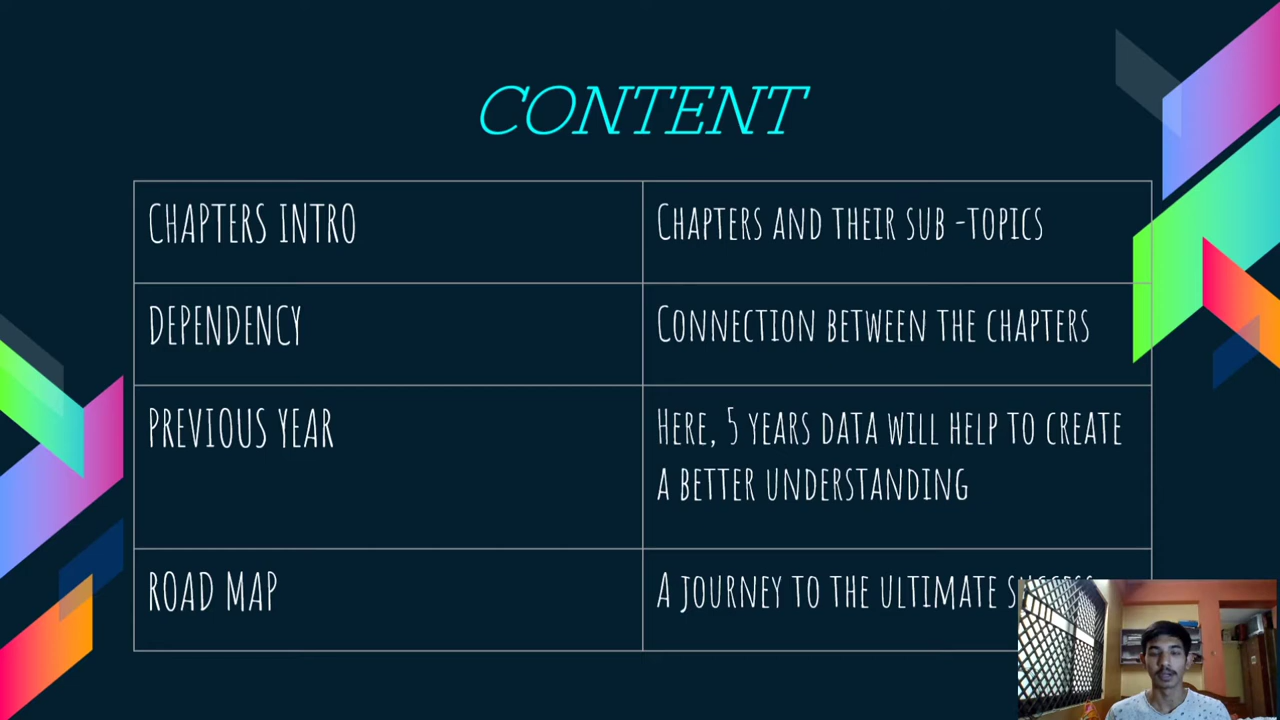 CONTENT
CHAPTERS INTRO
CHAPTERS AND THEIR SUB -TOPICS
DEPENDENCY
CONNECTION BETWEEN THE CHAPTERS
PREVIOUS YEAR
HERE, 5 YEARS DATA WILL HELP TO CREATE
A BETTER UNDERSTANDING
ROAD MAP
A JOURNEY TO THE ULTIMATE